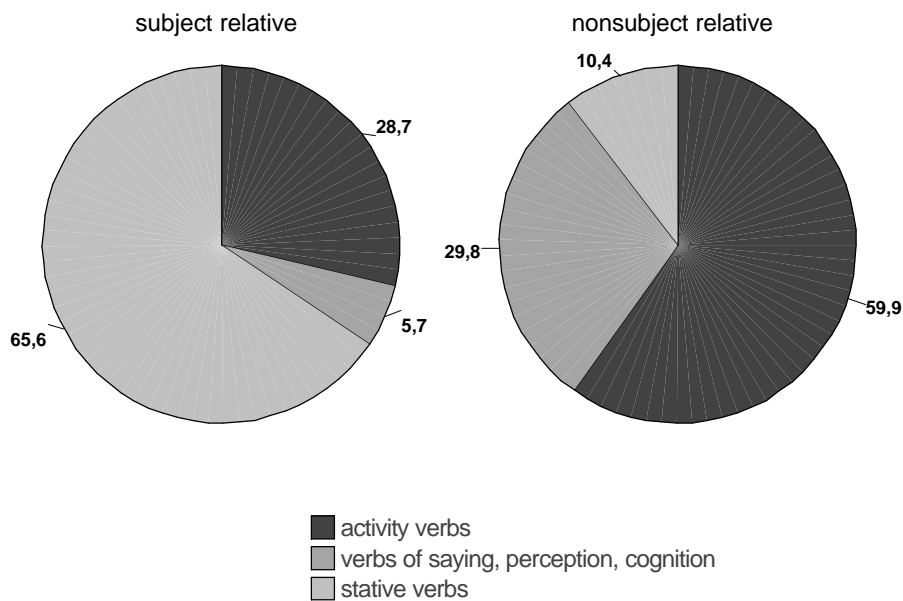 subject relative
nonsubject relative
10,4
28,7
29,8
59,9
5,7
65,6
activity verbs
verbs of saying, perception, cognition
stative verbs